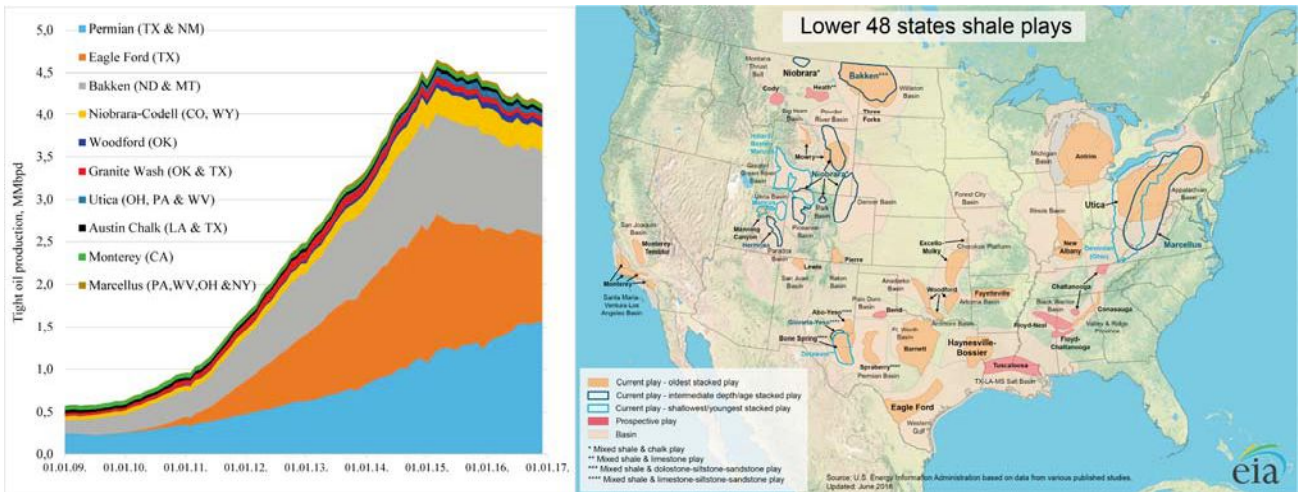 5,0
4,5
4,0
3,5
3,0
2,5
2,0
1,5
1,0
0,5
0,0
Tight oil production, MMbpd
Permian (TX & NM)
Eagle Ford (TX)
Bakken (ND & MT)
Niobrara-Codell (CO, WY)
Woodford (OK)
Granite Wash (OK & TX)
Utica (OH, PA & WV)
Austin Chalk (LA & TX)
Monterey (CA)
Marcellus (PA,WV,OH &NY)
01.01.09.
01.01.10.
01.01.11.
01.01.12.
01.01.13.
01.01.14.
01.01.15.
01.01.16.
01.01.17.
Lower 48 states shale plays
Montana
Thrust
Belt
Niobrara*
Bakken***
Cody
Heath**
Williston
Basin
Big Horn
Basin
Powder
River Basin
Three
Forks
Mowry
Niobrara*
Uinta Basin
Park
Basin
Denver Basin
Manning
Canyon
Hermosa
Piceance
Basin
Paradox
Basin
San Joaquin
Basin
Monterey-
Temblor
Monterey
Santa Maria-
Ventura-Los
Angeles Basin
Lewis
San Juan
Basin
Pierre
Raton
Basin
Forest City
Basin
Excello-
Mulky
Cherokee Platform
Michigan
Basin
Antrim
Illinois
Basin
New
Albany
Utica
Appalachian
Basin
Marcellus
Devonian
(Ohio)
Chattanooga
Anadarko
Basin
Woodford
Arkoma Basin
Fayetteville
Palo Duro
Basin
Bend
Ardmore Basin
Black Warrior
Basin
Conasauga
Valley & Ridge
Province
Floyd-Neal
Floyd-
Chattanooga
Abo-Yeso****
Glorieta-Yeso****
Bone Spring****
Delaware
Ft. Worth
Basin
Barnett
Haynesville-
Bossier
Spraberry****
Permian Basin
Tuscaloosa
TX-LA-MS Salt Basin
Eagle Ford
Western
Gulf
Current play - oldest stacked play
Current play - intermediate depth/age stacked play
Current play - shallowest/youngest stacked play
Prospective play
Basin
* Mixed shale & chalk play
** Mixed shale & limestone play
*** Mixed shale & dolostone-siltstone-sandstone play
**** Mixed shale & limestone-siltstone-sandstone play
Source: U.S. Energy Information Administration based on data from various published studies.
Updated: June 2016
eia